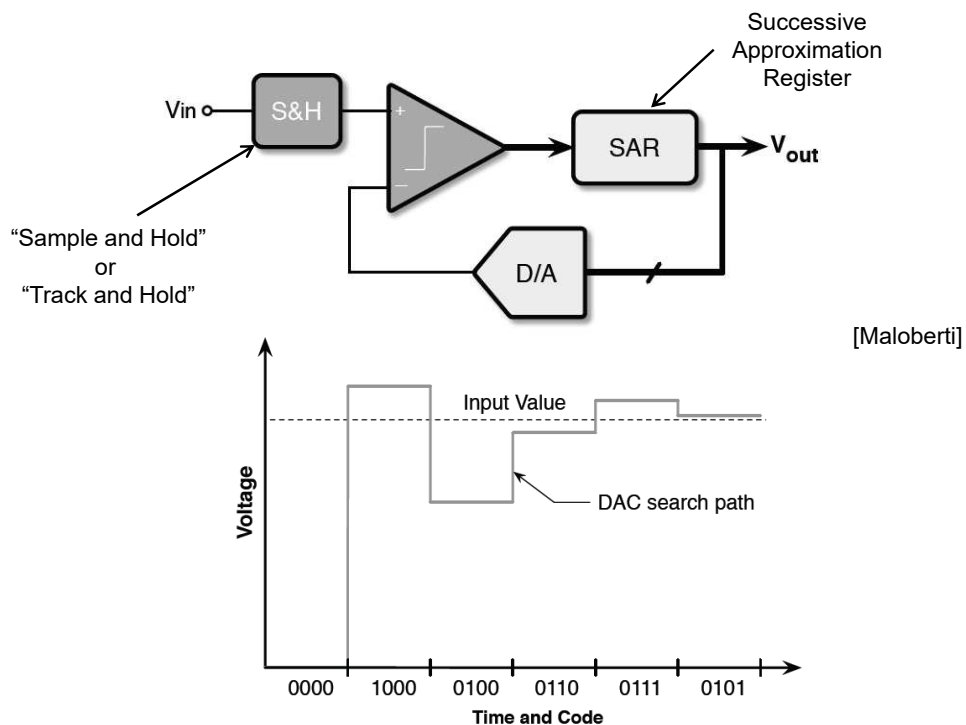 Successive
Approximation
Register
Vin
S&H
+
−
SAR
Vout
D/A
“Sample and Hold”
or
“Track and Hold”
[Maloberti]
Input Value
DAC search path
Voltage
0000 1000 0100 0110 0111 0101
Time and Code